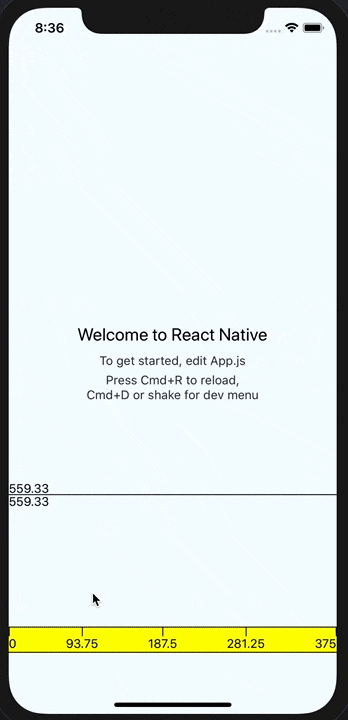 8:36
Welcome to React Native
To get started, edit App.js
Press Cmd+R to reload,
Cmd+D or shake for dev menu
559.33
559.33
0 93.75 187.5 281.25 375